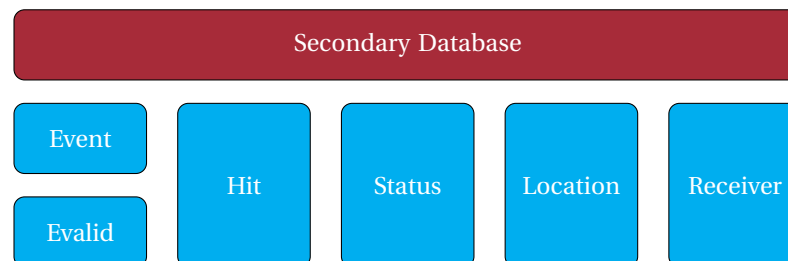 Secondary Database
Event
Evalid
Hit
Status
Location
Receiver